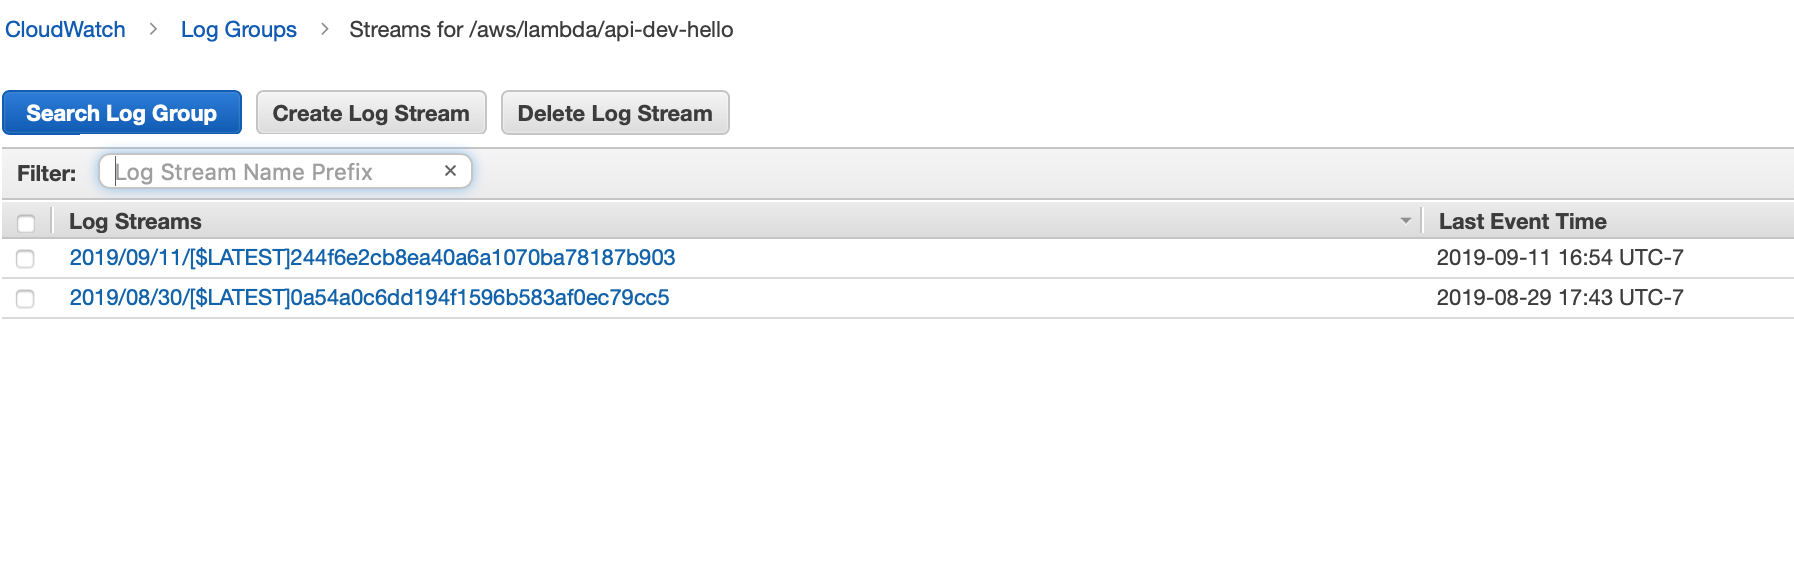 CloudWatch > Log Groups > Streams for /aws/lambda/api-dev-hello
Search Log Group Create Log Stream Delete Log Stream
Filter: Log Stream Name Prefix ×
Log Streams Last Event Time
2019/09/11/[$LATEST]244f6e2cb8ea40a6a1070ba78187b903 2019-09-11 16:54 UTC-7
2019/08/30/[$LATEST]0a54a0c6dd194f1596b583af0ec79cc5 2019-08-29 17:43 UTC-7